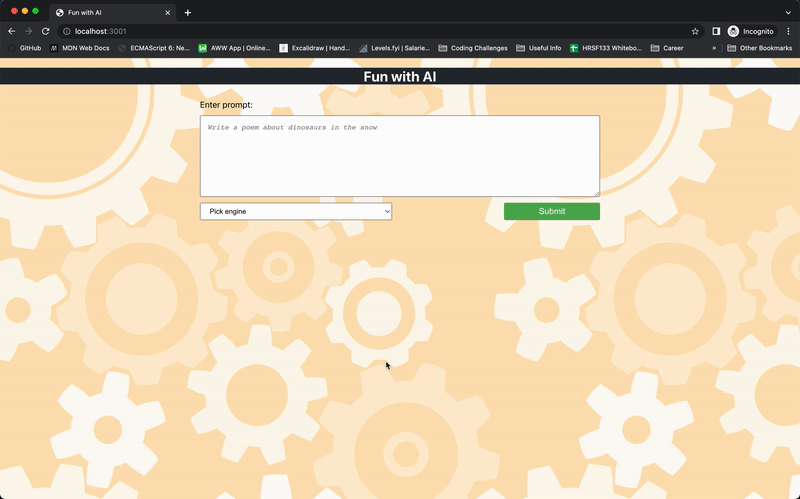 Fun with AI
localhost:3001
Incognito
GitHub
MDN Web Docs
ECMAScript 6: Ne...
AWW App | Online...
Excalidraw | Hand...
Levels.fyi | Salarie...
Coding Challenges
Useful Info
HRSF133 Whitebo...
Career
»
Other Bookmarks
Fun with AI
Enter prompt:
Write a poem about dinosaurs in the snow
Pick engine
Submit